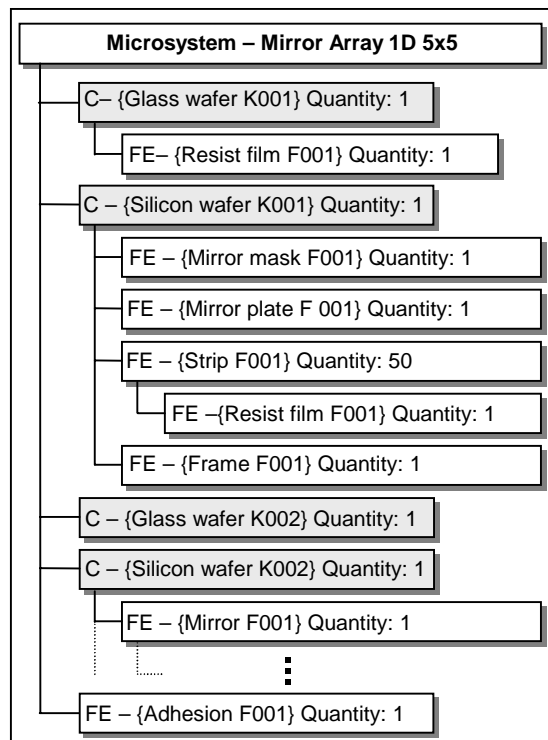 Microsystem – Mirror Array 1D 5x5
C– {Glass wafer K001} Quantity: 1
FE– {Resist film F001} Quantity: 1
C – {Silicon wafer K001} Quantity: 1
FE – {Mirror mask F001} Quantity: 1
FE – {Mirror plate F 001} Quantity: 1
FE – {Strip F001} Quantity: 50
FE –{Resist film F001} Quantity: 1
FE – {Frame F001} Quantity: 1
C – {Glass wafer K002} Quantity: 1
C – {Silicon wafer K002} Quantity: 1
FE – {Mirror F001} Quantity: 1
FE – {Adhesion F001} Quantity: 1